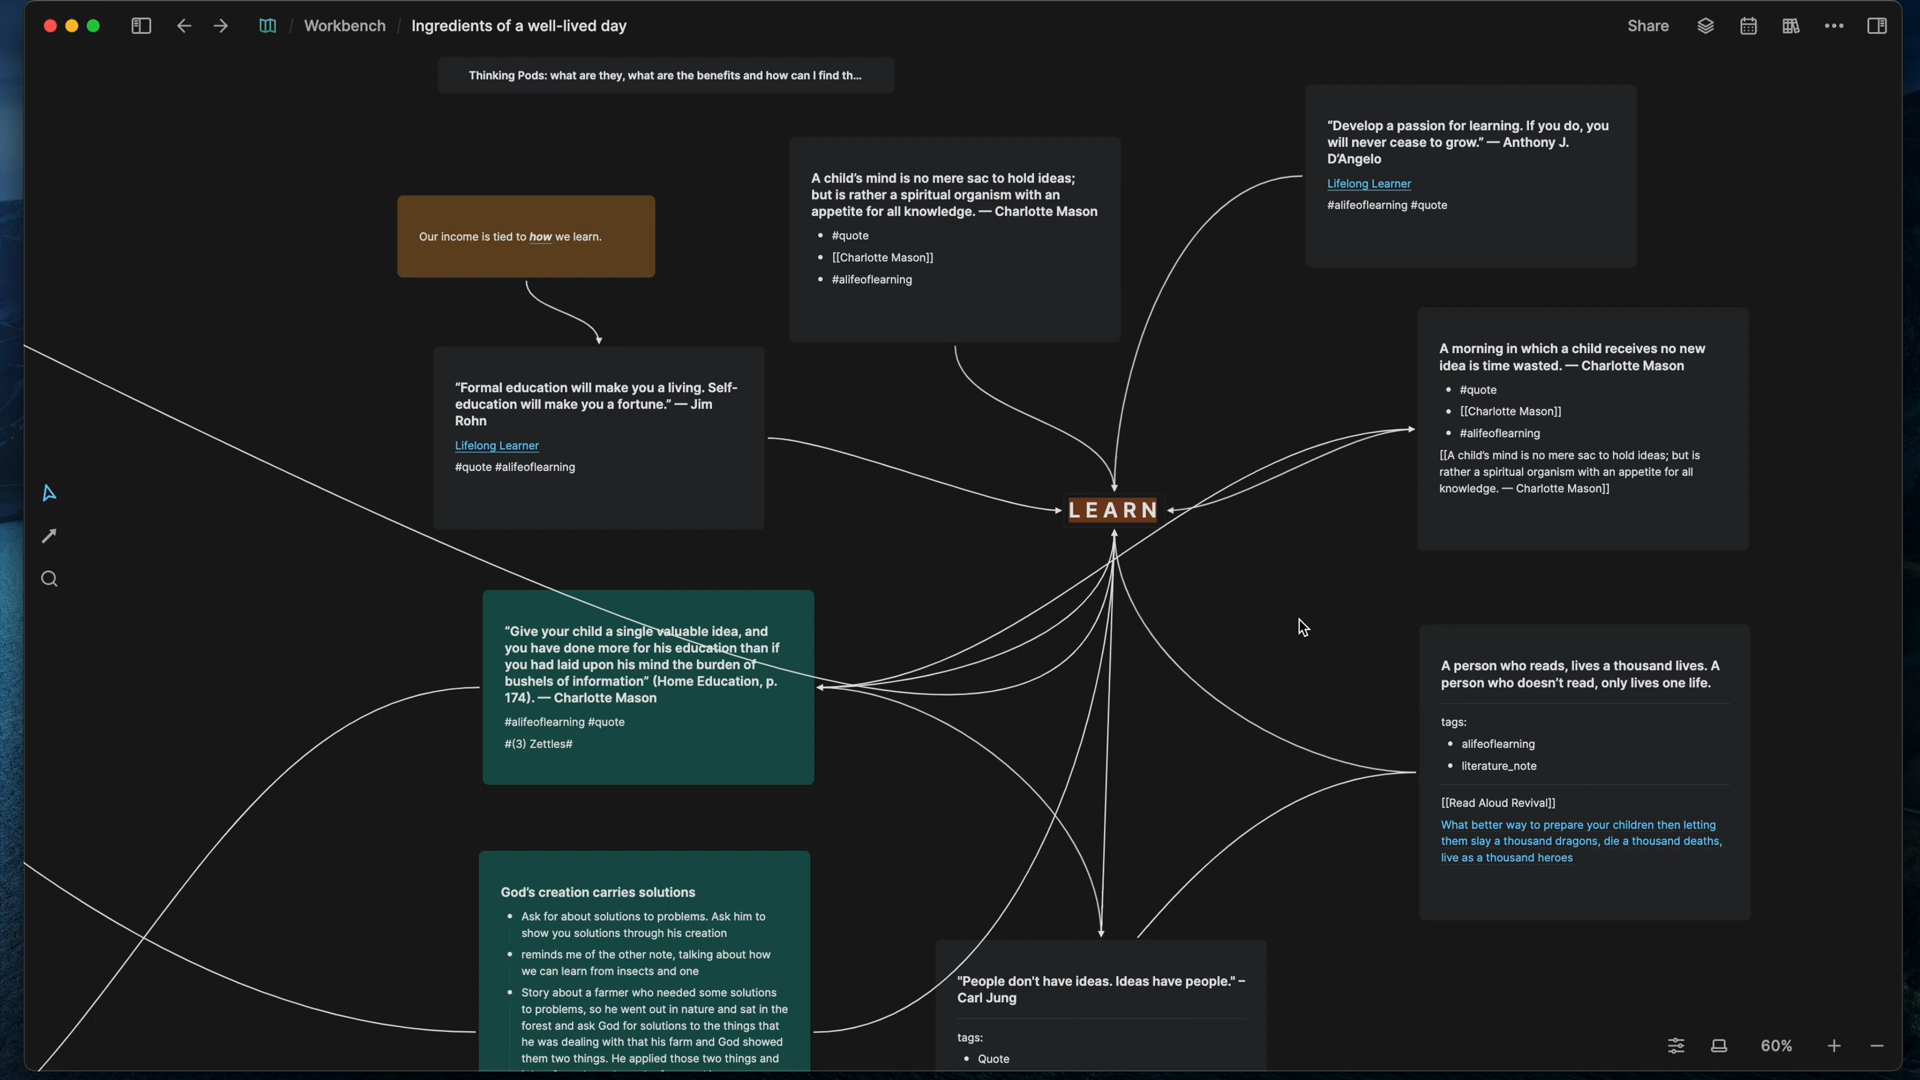 Workbench / Ingredients of a well-lived day
Share
Thinking Pods: what are they, what are the benefits and how can I find th...
Our income is tied to how we learn.
“Formal education will make you a living. Self-
education will make you a fortune.” — Jim
Rohn
Lifelong Learner
#quote #alifeoflearning
A child’s mind is no mere sac to hold ideas;
but is rather a spiritual organism with an
appetite for all knowledge. — Charlotte Mason
• #quote
• [[Charlotte Mason]]
• #alifeoflearning
“Develop a passion for learning. If you do, you
will never cease to grow.” — Anthony J.
D’Angelo
Lifelong Learner
#alifeoflearning #quote
A morning in which a child receives no new
idea is time wasted. — Charlotte Mason
• #quote
• [[Charlotte Mason]]
• #alifeoflearning
[[A child’s mind is no mere sac to hold ideas; but is
rather a spiritual organism with an appetite for all
knowledge. — Charlotte Mason]]
LEARN
“Give your child a single valuable idea, and
you have done more for his education than if
you had laid upon his mind the burden of
bushels of information” (Home Education, p.
174). — Charlotte Mason
#alifeoflearning #quote
#(3) Zettles#
A person who reads, lives a thousand lives. A
person who doesn’t read, only lives one life.
tags:
• alifeoflearning
• literature_note
[[Read Aloud Revival]]
What better way to prepare your children then letting
them slay a thousand dragons, die a thousand deaths,
live as a thousand heroes
God’s creation carries solutions
• Ask for about solutions to problems. Ask him to
show you solutions through his creation
• reminds me of the other note, talking about how
we can learn from insects and one
• Story about a farmer who needed some solutions
to problems, so he went out in nature and sat in the
forest and ask God for solutions to the things that
he was dealing with that his farm and God showed
them two things. He applied those two things and
"People don't have ideas. Ideas have people." –
Carl Jung
tags:
• Quote
60%